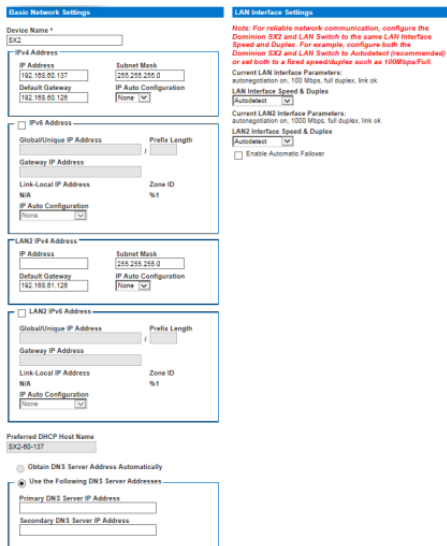 Basic Network Settings
Device Name *
SX2
IPv4 Address
IP Address Subnet Mask
192.168.60.137 255.255.255.0
Default Gateway IP Auto Configuration
192.168.60.126 None
IPv6 Address
Global/Unique IP Address Prefix Length
/
Gateway IP Address
Link-Local IP Address Zone ID
N/A %1
IP Auto Configuration
None
LAN2 IPv4 Address
IP Address Subnet Mask
255.255.255.0
Default Gateway IP Auto Configuration
192.168.61.126 None
LAN2 IPv6 Address
Global/Unique IP Address Prefix Length
/
Gateway IP Address
Link-Local IP Address Zone ID
N/A %1
IP Auto Configuration
None
Preferred DHCP Host Name
SX2-60-137
Obtain DNS Server Address Automatically
Use the Following DNS Server Addresses
Primary DNS Server IP Address
Secondary DNS Server IP Address
LAN Interface Settings
Note: For reliable network communication, configure the
Dominion SX2 and LAN Switch to the same LAN Interface
Speed and Duplex. For example, configure both the
Dominion SX2 and LAN Switch to Autodetect (recommended)
or set both to a fixed speed/duplex such as 100Mbps/Full.
Current LAN Interface Parameters:
autonegotiation on, 100 Mbps, full duplex, link ok
LAN Interface Speed & Duplex
Autodetect
Current LAN2 Interface Parameters:
autonegotiation on, 1000 Mbps, full duplex, link ok
LAN2 Interface Speed & Duplex
Autodetect
Enable Automatic Failover